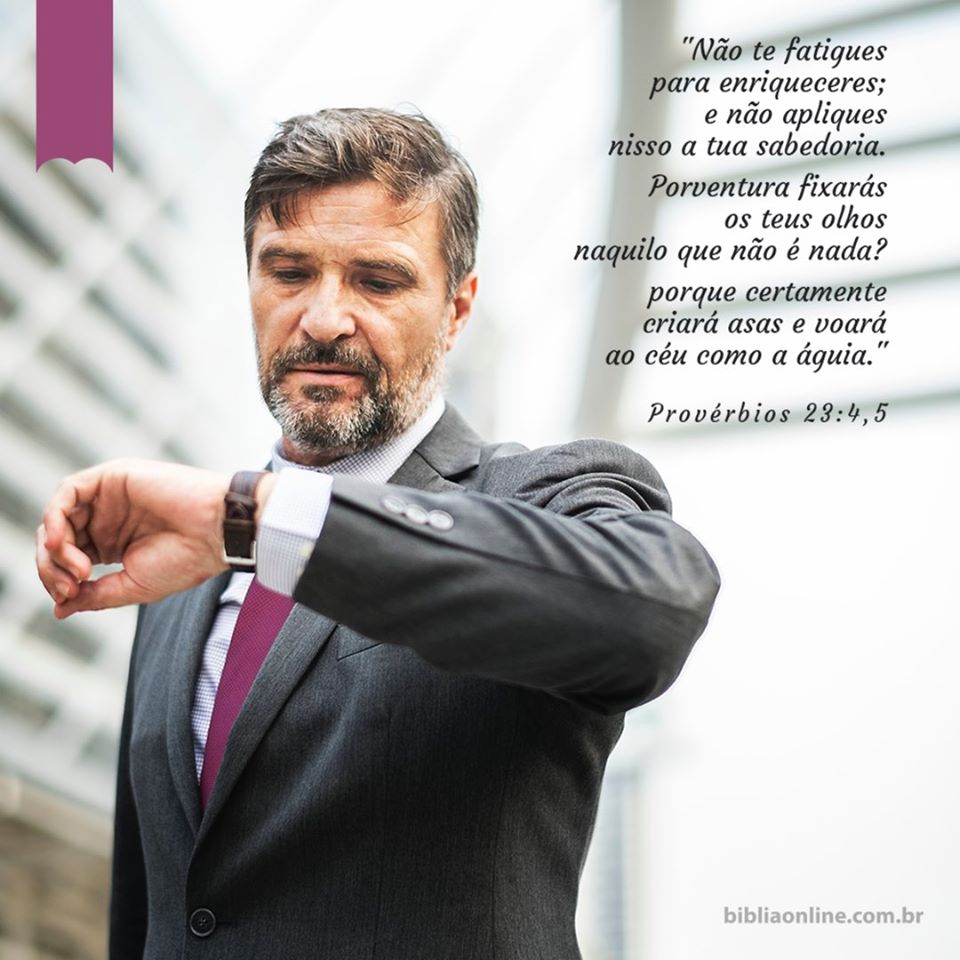 "Não te fatigues
para enriqueceres;
e não apliques
nisso a tua sabedoria.
Porventura fixarás
os teus olhos
naquilo que não é nada?
porque certamente
criará asas e voará
ao céu como a águia."
Provérbios 23:4,5
bibliaonline.com.br